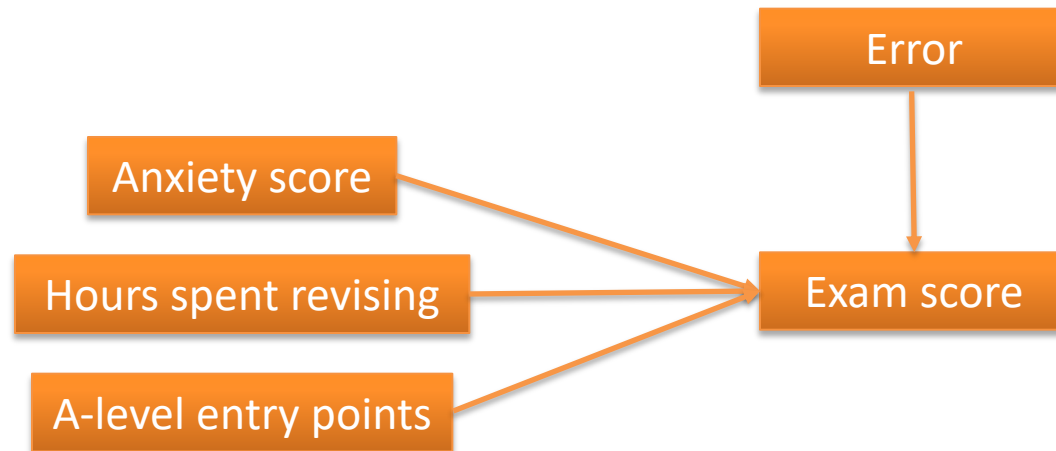 Error
Anxiety score
Hours spent revising
Exam score
A-level entry points